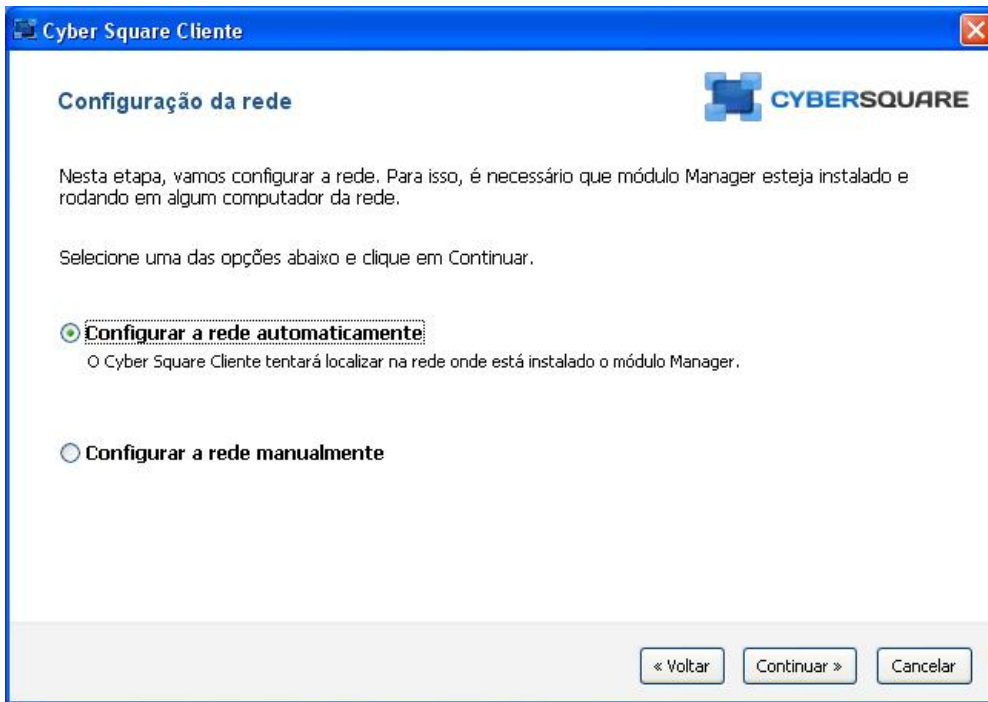 Cyber Square Cliente
Configuração da rede
CYBERSQUARE
Nesta etapa, vamos configurar a rede. Para isso, é necessário que módulo Manager esteja instalado e
rodando em algum computador da rede.
Selecione uma das opções abaixo e clique em Continuar.
Configurar a rede automaticamente
O Cyber Square Cliente tentará localizar na rede onde está instalado o módulo Manager.
Configurar a rede manualmente
« Voltar
Continuar »
Cancelar